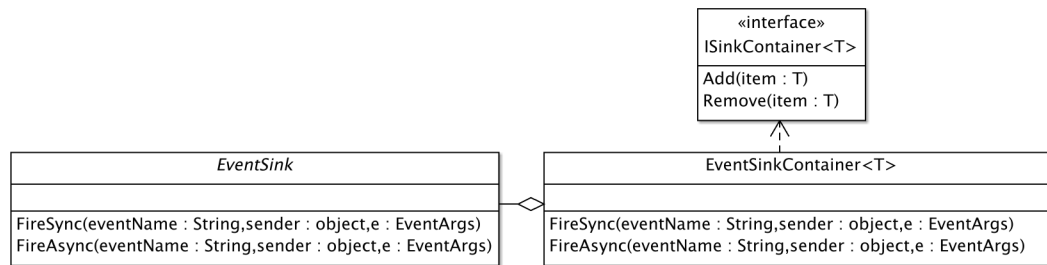 «interface»
ISinkContainer<T>
Add(item : T)
Remove(item : T)
EventSink
FireSync(eventName : String,sender : object,e : EventArgs)
FireAsync(eventName : String,sender : object,e : EventArgs)
EventSinkContainer<T>
FireSync(eventName : String,sender : object,e : EventArgs)
FireAsync(eventName : String,sender : object,e : EventArgs)